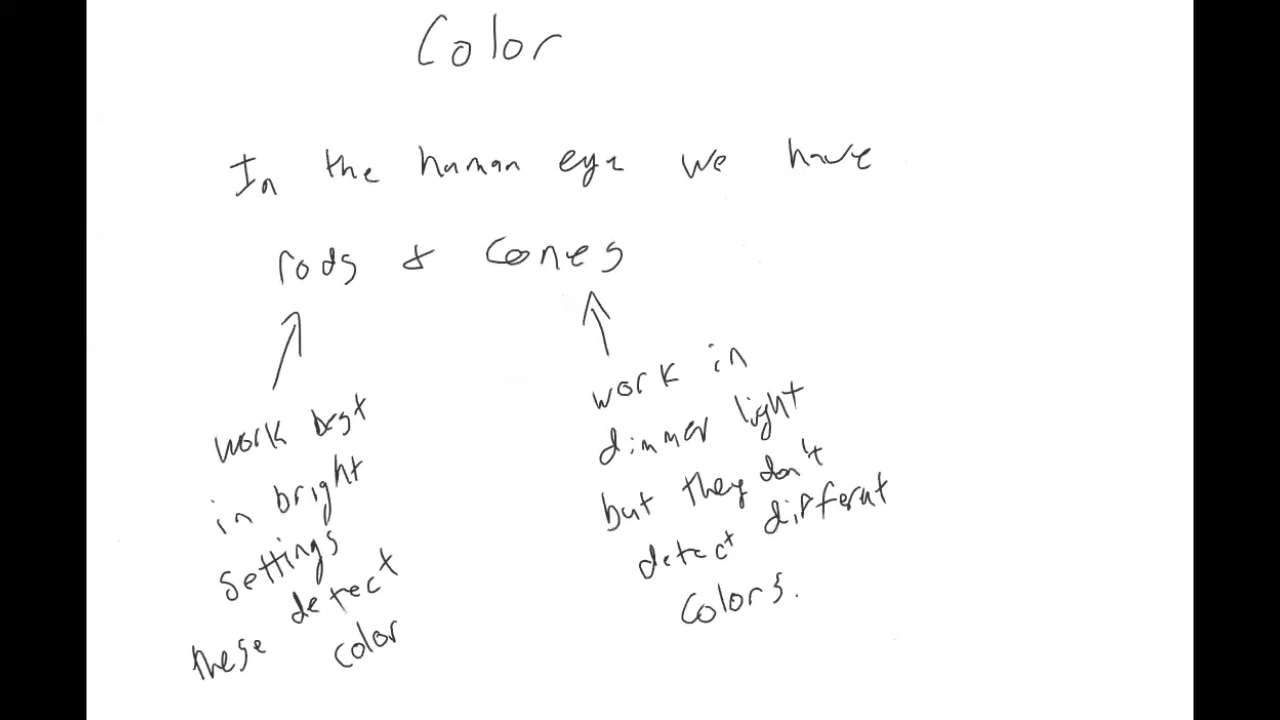 Color
In the human eye we have
rods & cones
work best
in bright
settings
these detect
color
work in
dimmer light
but they don't
detect different
colors.